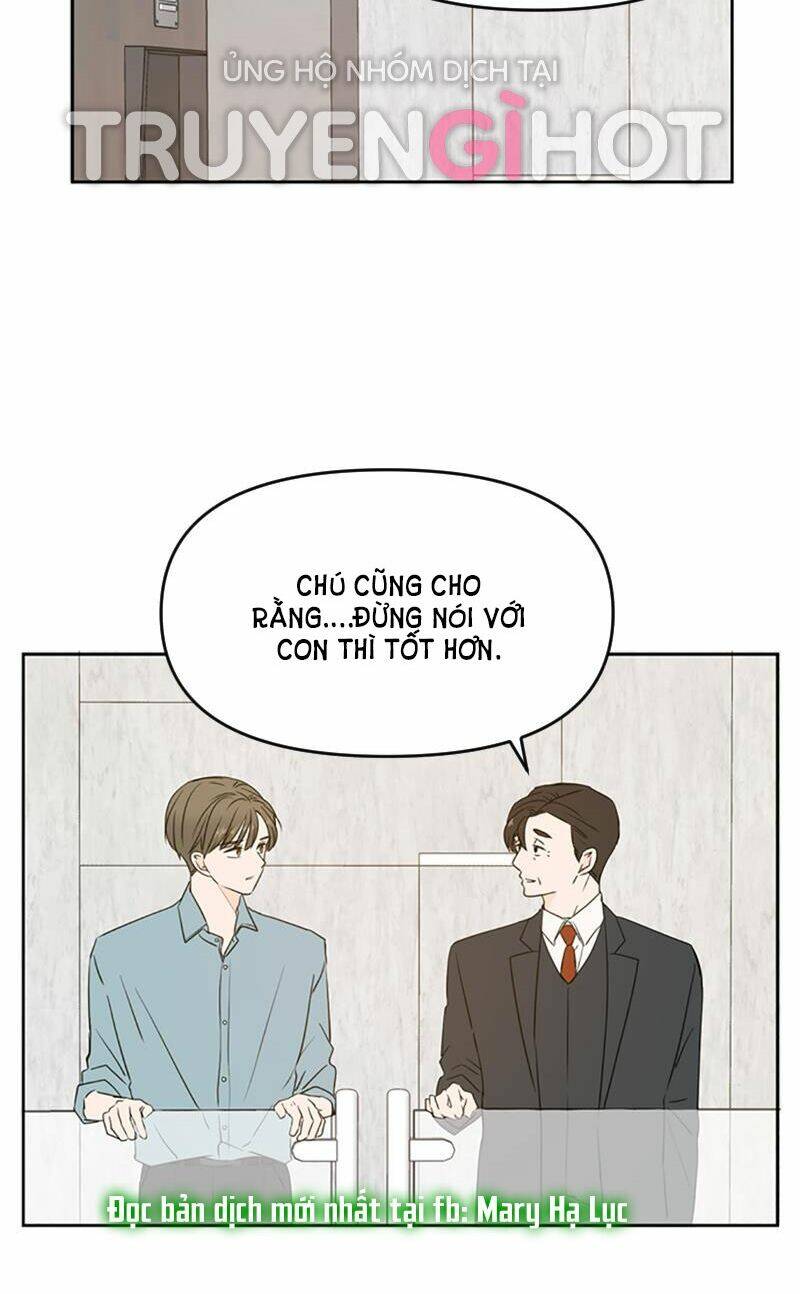 ỦNG HỘ NHÓM DỊCH TẠI
TRUYENGIHOT
CHÚ CŨNG CHO
RẰNG....ĐỪNG NÓI VỚI
CON THÌ TỐT HƠN.
Đọc bản dịch mới nhất tại fb: Mary Hạ Lục